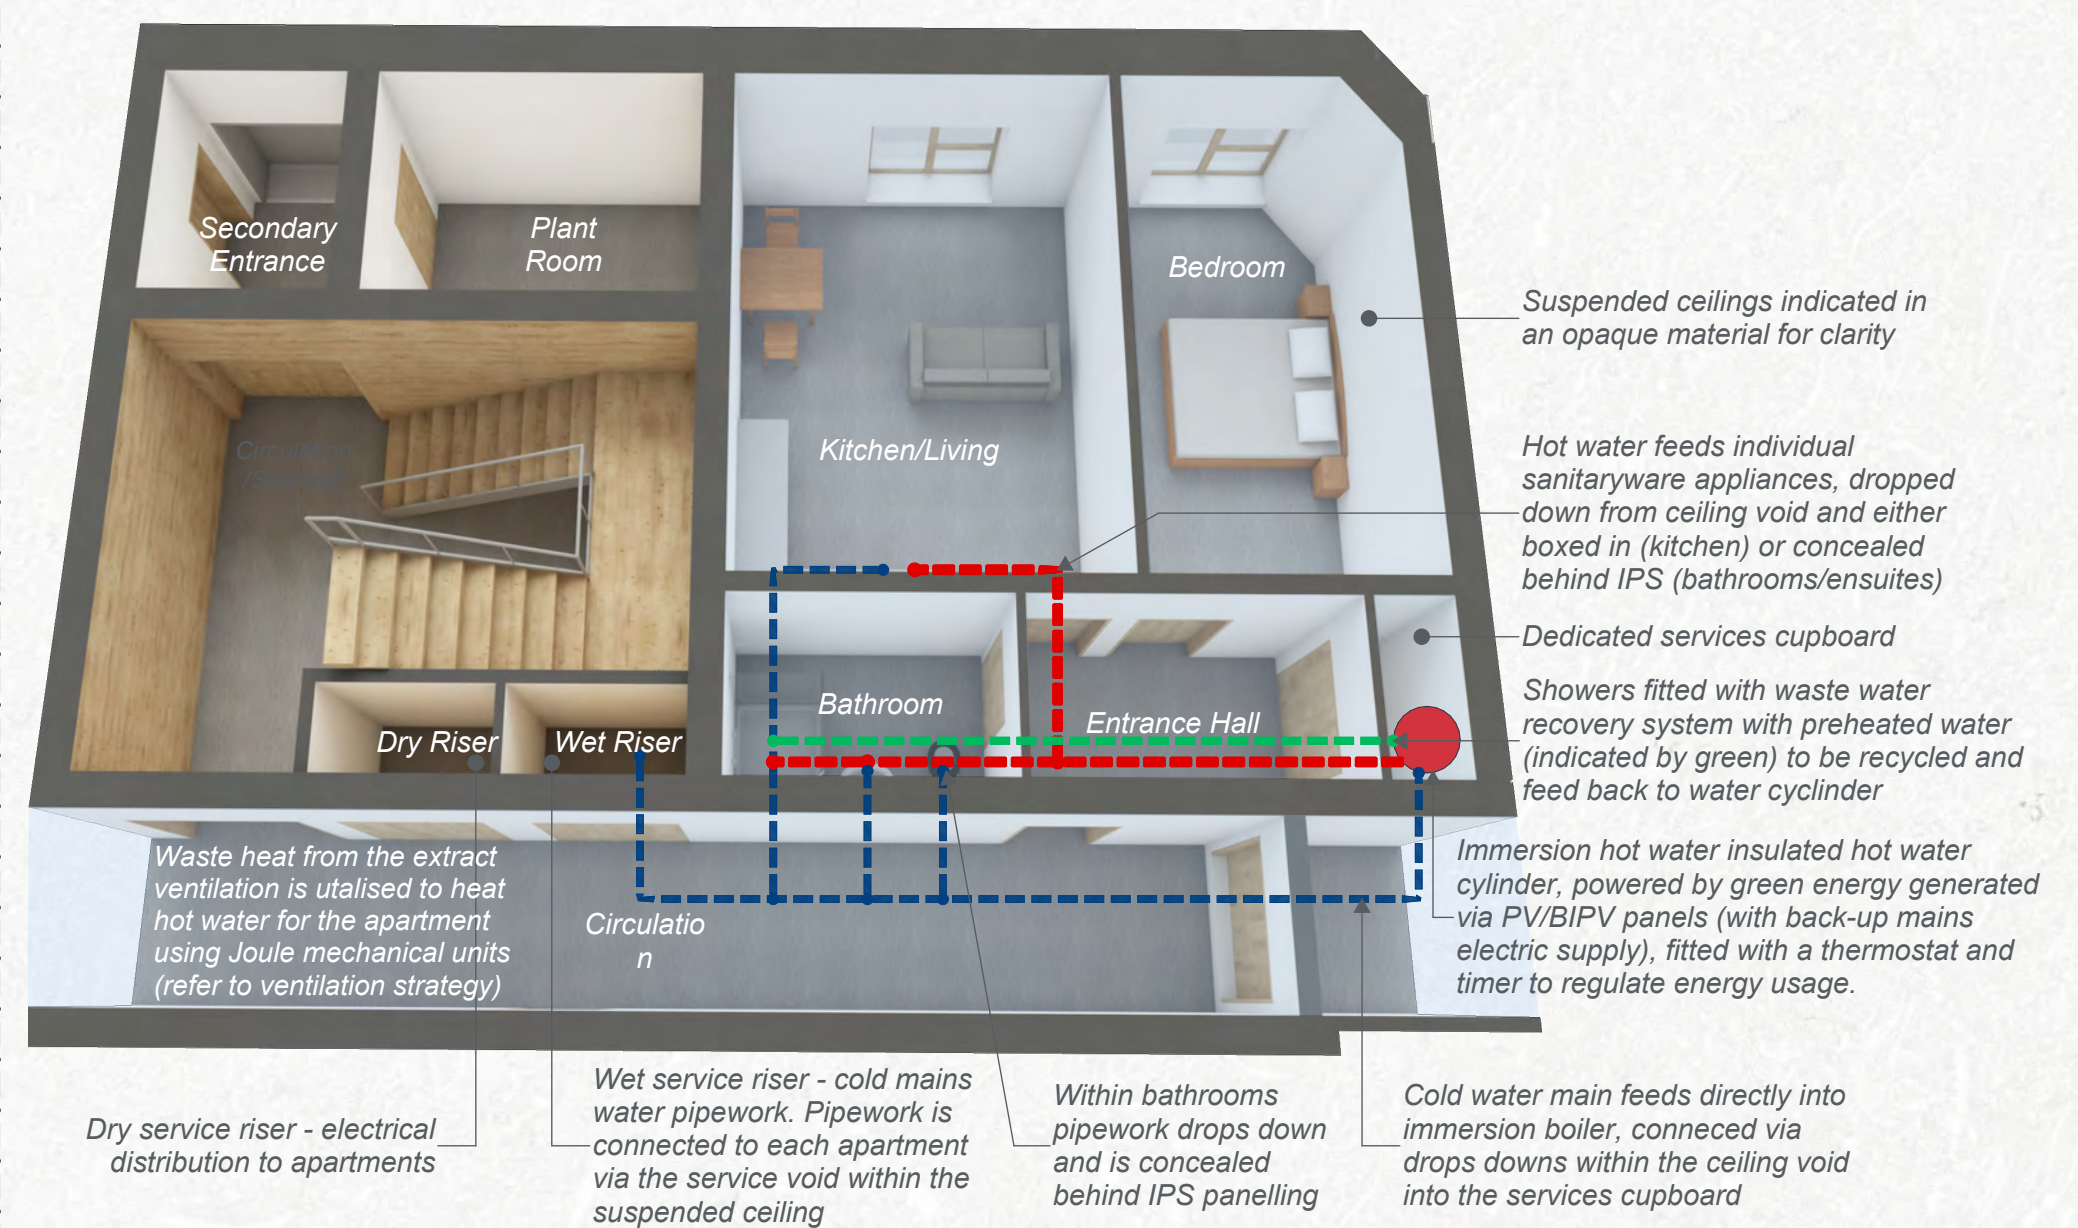 Secondary
Entrance
Plant
Room
Bedroom
Kitchen/Living
Circulation
Bathroom
Entrance Hall
Dry Riser
Wet Riser
Circulatio
n
Waste heat from the extract
ventilation is utalised to heat
hot water for the apartment
using Joule mechanical units
(refer to ventilation strategy)
Suspended ceilings indicated in
an opaque material for clarity
Hot water feeds individual
sanitaryware appliances, dropped
down from ceiling void and either
boxed in (kitchen) or concealed
behind IPS (bathrooms/ensuites)
Dedicated services cupboard
Showers fitted with waste water
recovery system with preheated water
(indicated by green) to be recycled and
feed back to water cyclinder
Immersion hot water insulated hot water
cylinder, powered by green energy generated
via PV/BIPV panels (with back-up mains
electric supply), fitted with a thermostat and
timer to regulate energy usage.
Dry service riser - electrical
distribution to apartments
Wet service riser - cold mains
water pipework. Pipework is
connected to each apartment
via the service void within the
suspended ceiling
Within bathrooms
pipework drops down
and is concealed
behind IPS panelling
Cold water main feeds directly into
immersion boiler, conneced via
drops downs within the ceiling void
into the services cupboard